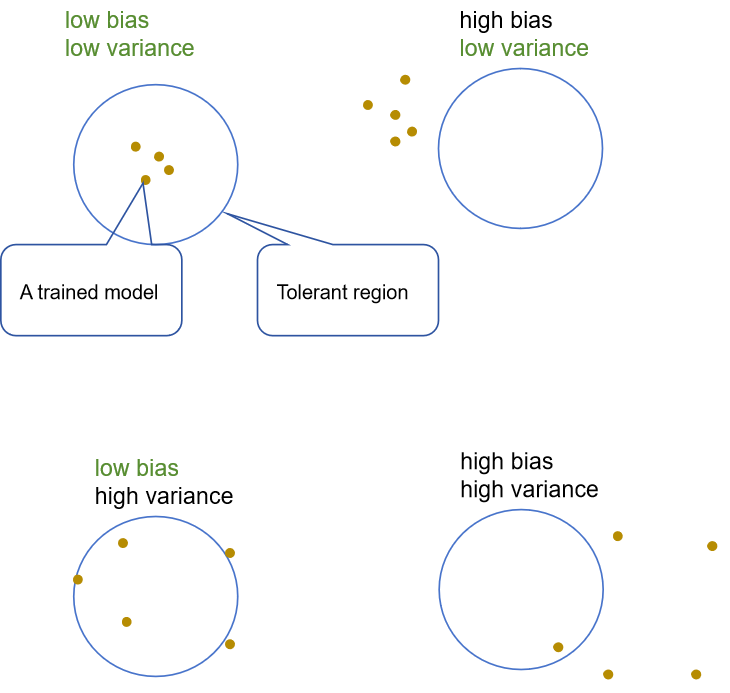 low bias
low variance
high bias
low variance
A trained model
Tolerant region
low bias
high variance
high bias
high variance